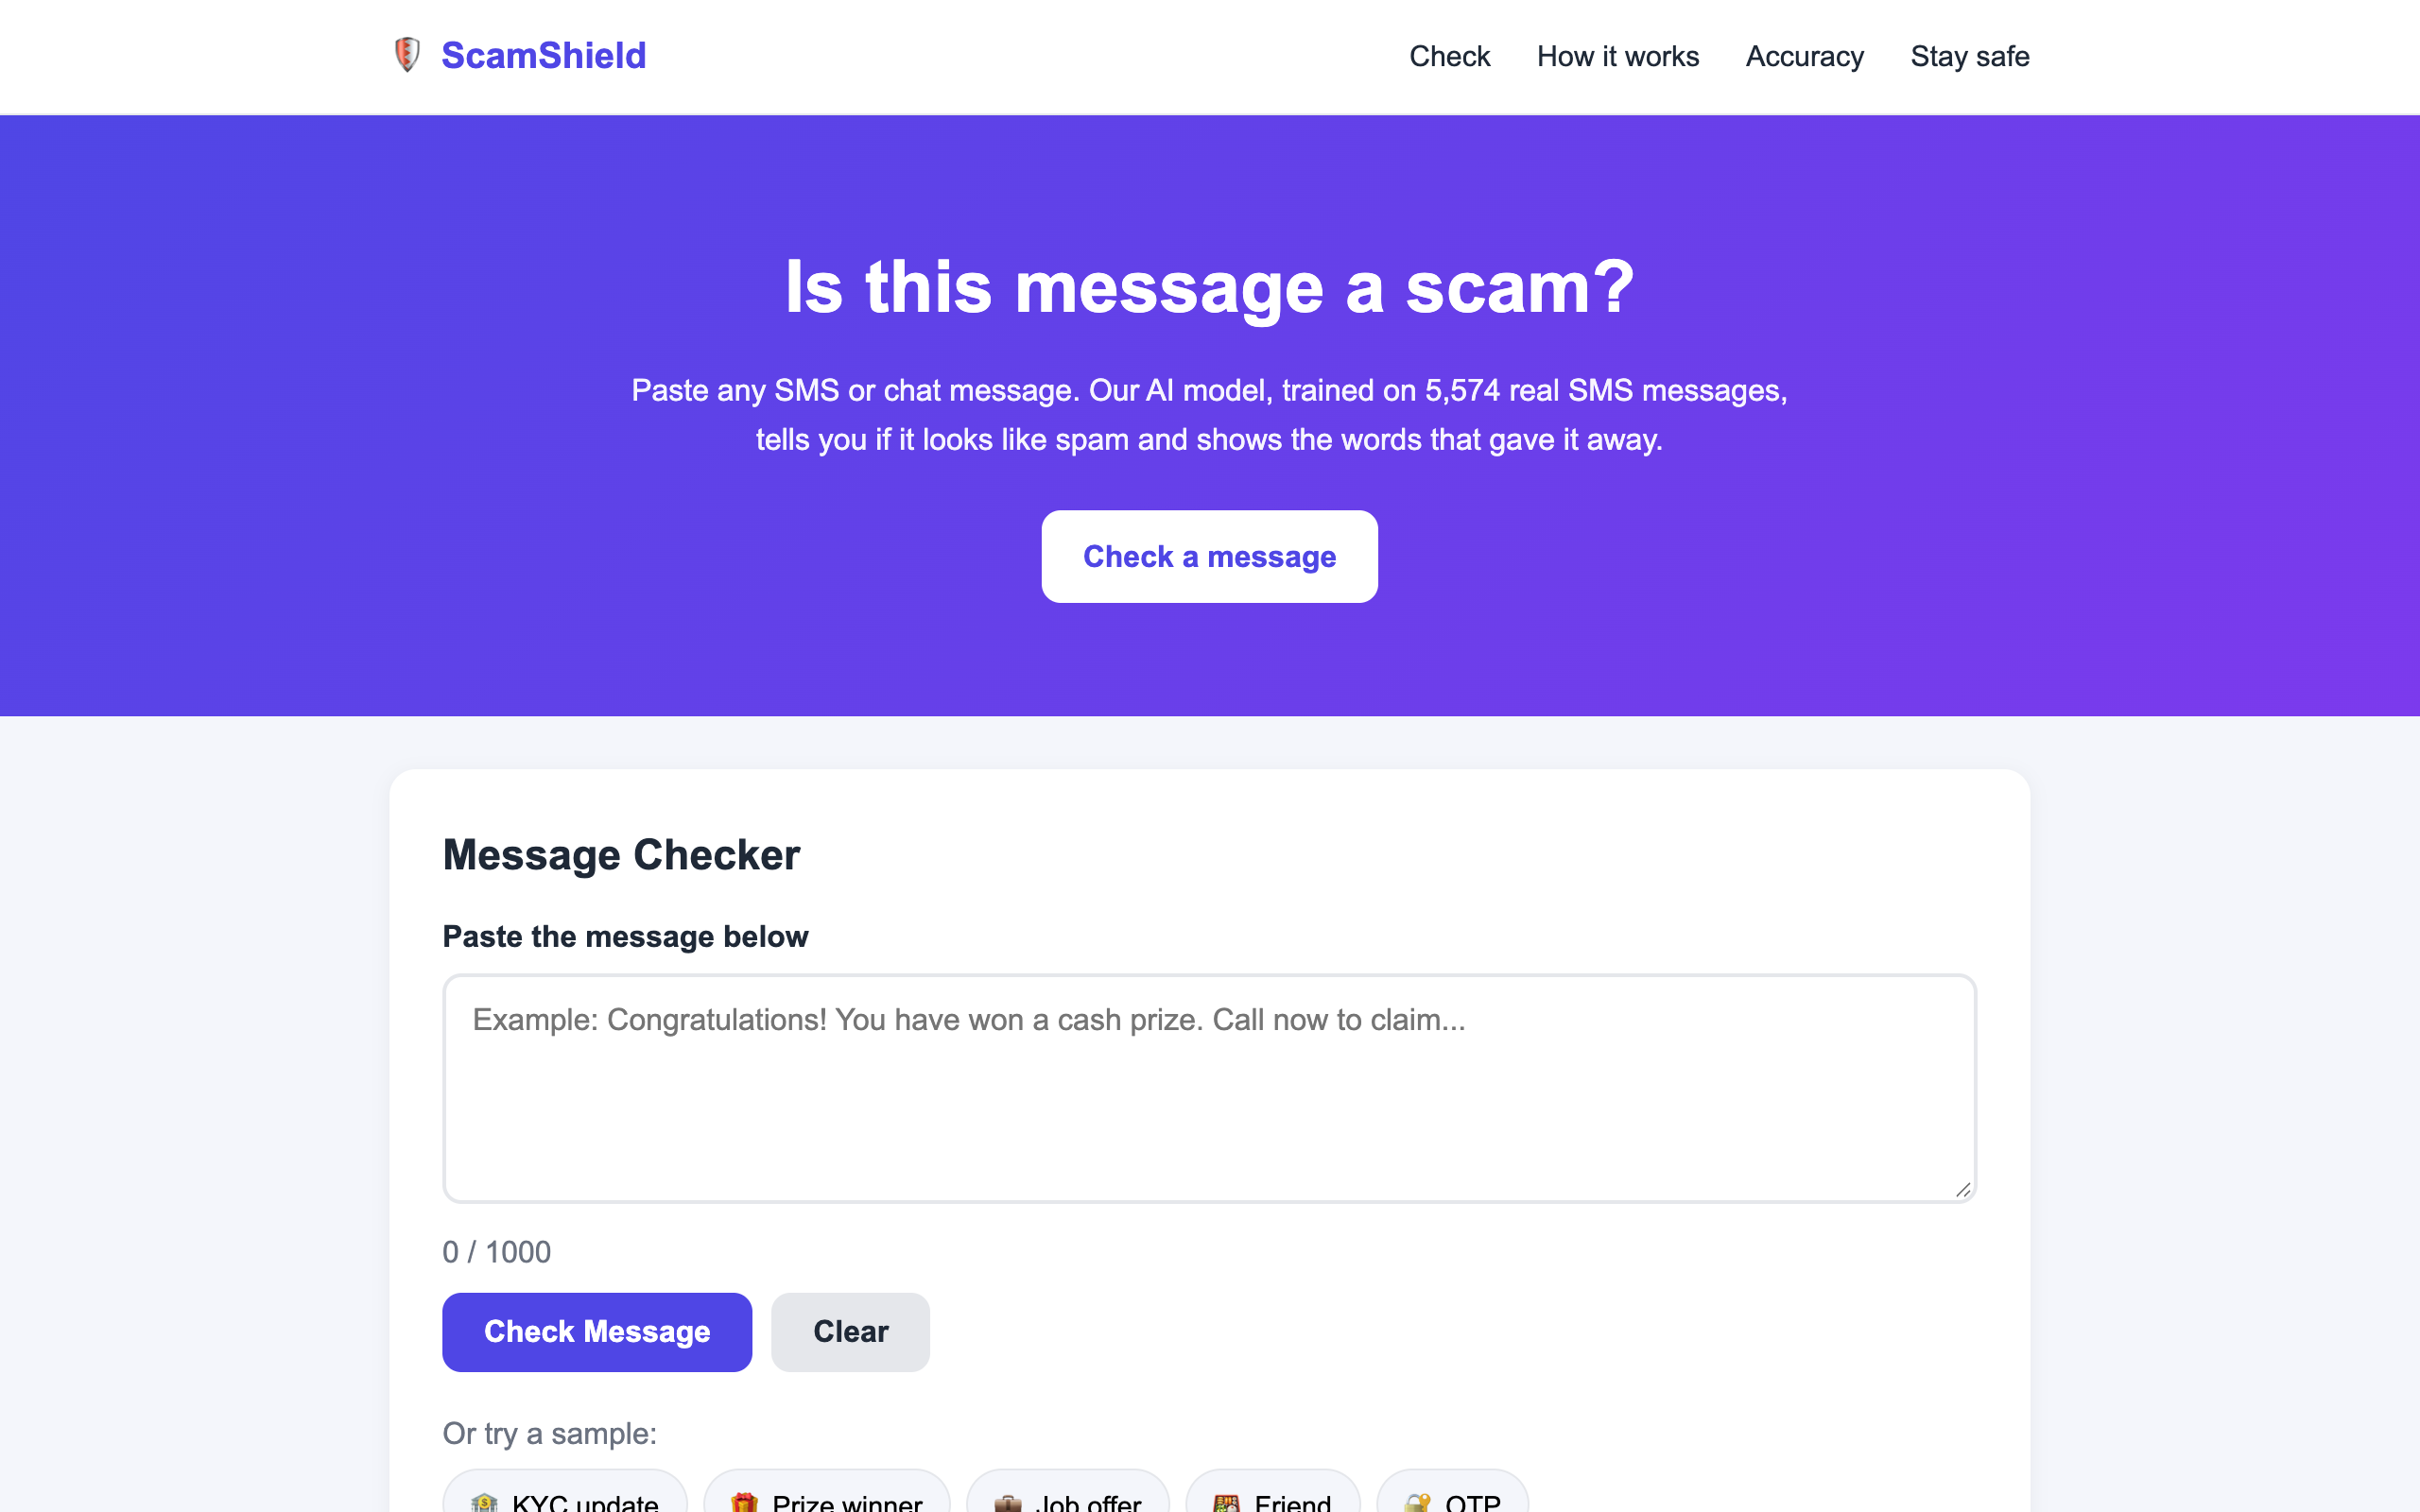 ScamShield
Check How it works Accuracy Stay safe
Is this message a scam?
Paste any SMS or chat message. Our AI model, trained on 5,574 real SMS messages,
tells you if it looks like spam and shows the words that gave it away.
Check a message
Message Checker
Paste the message below
Example: Congratulations! You have won a cash prize. Call now to claim...
0 / 1000
Check Message Clear
Or try a sample:
KYC update Prize winner Job offer Friend OTP